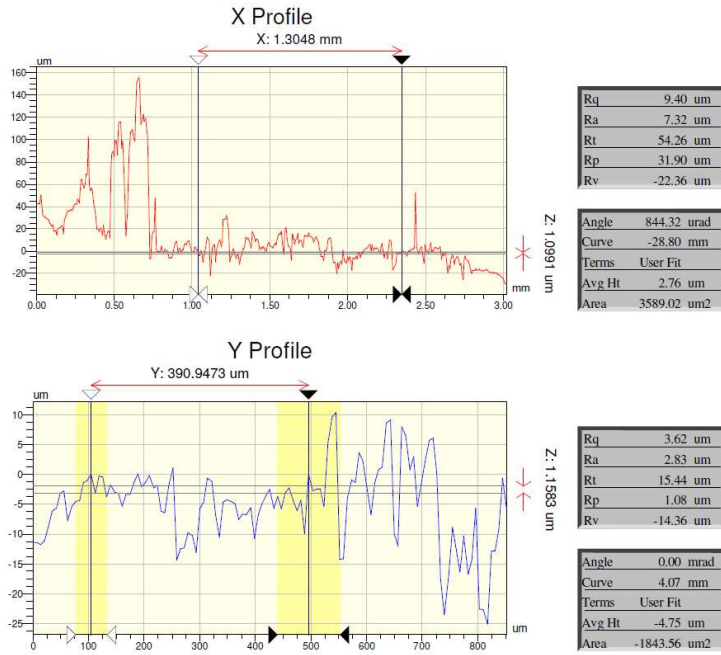 X Profile
X: 1.3048 mm
um
160
140
120
100
80
60
40
20
0
-20
0.00 0.50 1.00 1.50 2.00 2.50 3.00
mm
Z: 1.0991 um
Rq 9.40 um
Ra 7.32 um
Rt 54.26 um
Rp 31.90 um
Rv -22.36 um
Angle 844.32 urad
Curve -28.80 mm
Terms User Fit
Avg Ht 2.76 um
Area 3589.02 um2
Y Profile
Y: 390.9473 um
um
10
5
0
-5
-10
-15
-20
-25
0 100 200 300 400 500 600 700 800
um
Z: 1.1583 um
Rq 3.62 um
Ra 2.83 um
Rt 15.44 um
Rp 1.08 um
Rv -14.36 um
Angle 0.00 mrad
Curve 4.07 mm
Terms User Fit
Avg Ht -4.75 um
Area -1843.56 um2